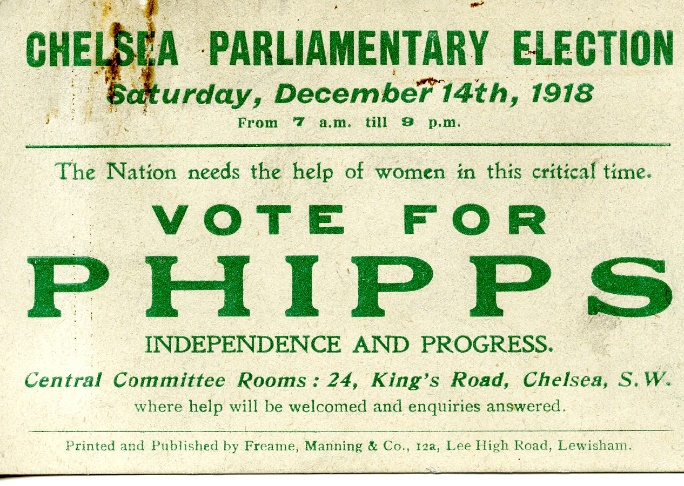 CHELSEA PARLIAMENTARY ELECTION
Saturday, December 14th, 1918
From 7 a.m. till 9 p.m.
The Nation needs the help of women in this critical time.
VOTE FOR
PHIPPS
INDEPENDENCE AND PROGRESS.
Central Committee Rooms: 24, King's Road, Chelsea, S.W.
where help will be welcomed and enquiries answered.
Printed and Published by Freame, Manning & Co., 12a, Lee High Road, Lewisham.